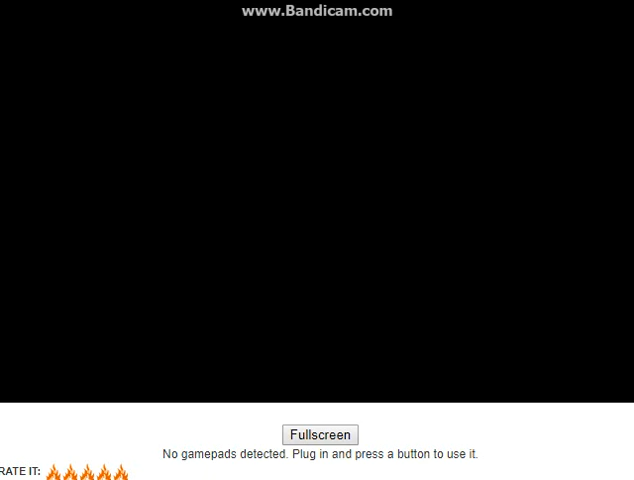 www.Bandicam.com
Fullscreen
No gamepads detected. Plug in and press a button to use it.
RATE IT: